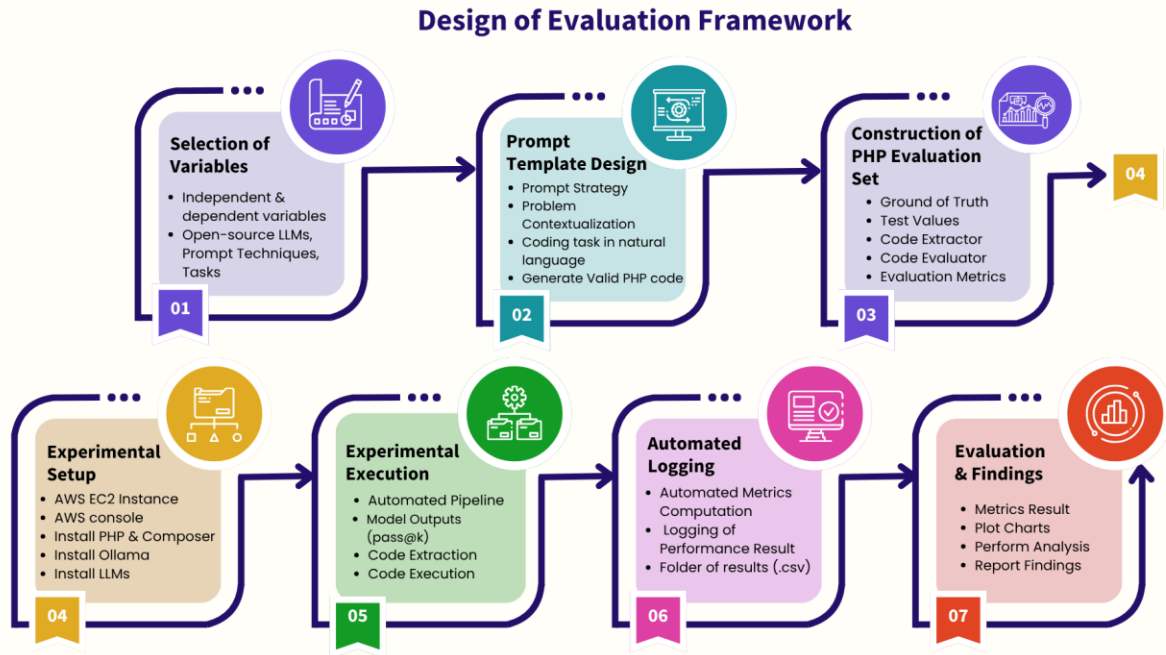 Design of Evaluation Framework
Selection of
Variables
• Independent &
dependent variables
• Open-source LLMs,
Prompt Techniques,
Tasks
01
Prompt
Template Design
• Prompt Strategy
• Problem
Contextualization
• Coding task in natural
language
• Generate Valid PHP code
02
Construction of
PHP Evaluation
Set
• Ground of Truth
• Test Values
• Code Extractor
• Code Evaluator
• Evaluation Metrics
03
04
Experimental
Setup
• AWS EC2 Instance
• AWS console
• Install PHP & Composer
• Install Ollama
• Install LLMs
04
Experimental
Execution
• Automated Pipeline
• Model Outputs
(pass@k)
• Code Extraction
• Code Execution
05
Automated
Logging
• Automated Metrics
Computation
• Logging of
Performance Result
• Folder of results (.csv)
06
Evaluation
& Findings
• Metrics Result
• Plot Charts
• Perform Analysis
• Report Findings
07